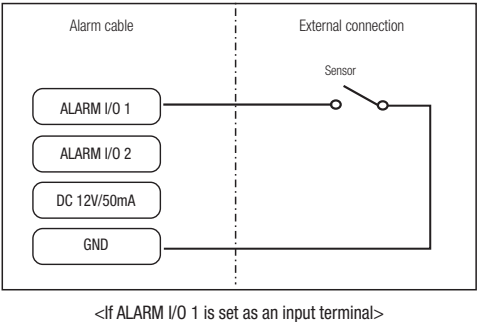 Alarm cable
External connection
Sensor
ALARM I/O 1
ALARM I/O 2
DC 12V/50mA
GND
<If ALARM I/O 1 is set as an input terminal>